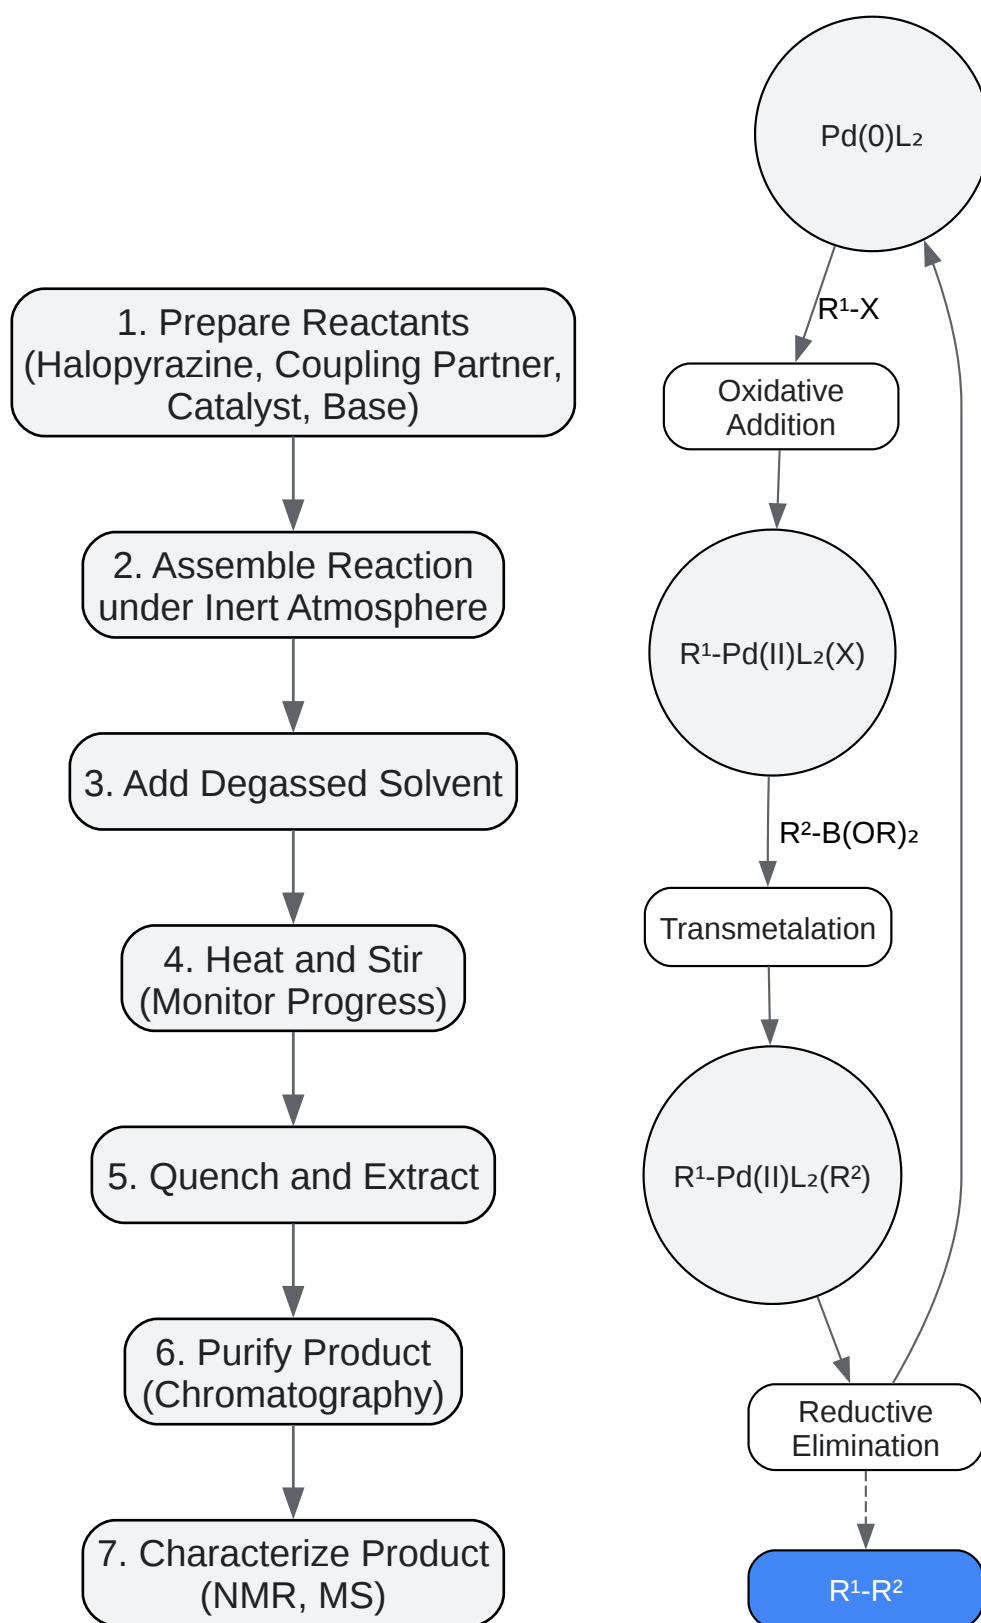 1. Prepare Reactants
(Halopyrazine, Coupling Partner,
Catalyst, Base)
2. Assemble Reaction
under Inert Atmosphere
3. Add Degassed Solvent
4. Heat and Stir
(Monitor Progress)
5. Quench and Extract
6. Purify Product
(Chromatography)
7. Characterize Product
(NMR, MS)
Pd(0)L₂
R¹-X
Oxidative
Addition
R¹-Pd(II)L₂(X)
R²-B(OR)₂
Transmetalation
R¹-Pd(II)L₂(R²)
Reductive
Elimination
R¹-R²